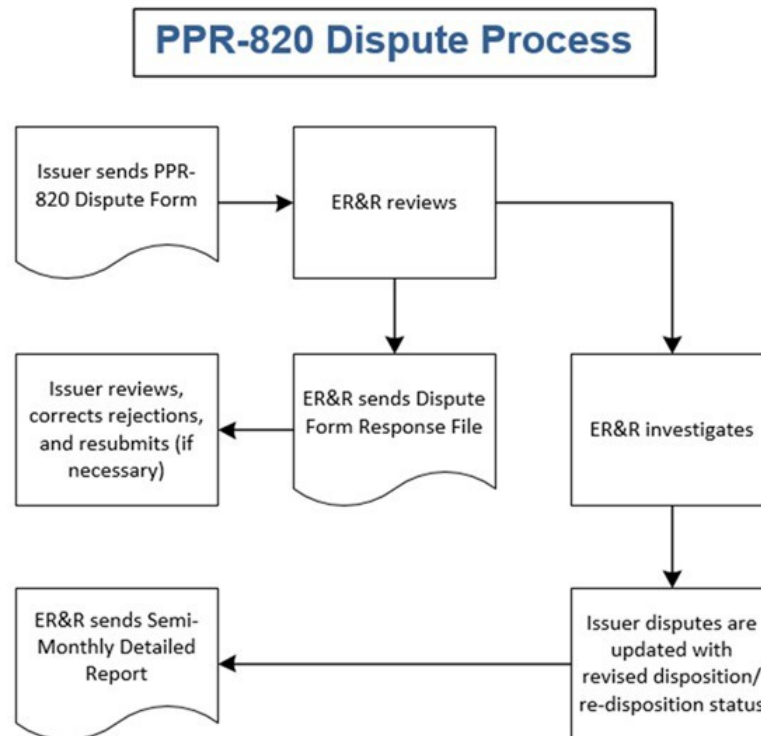 PPR-820 Dispute Process
Issuer sends PPR-
820 Dispute Form
ER&R reviews
Issuer reviews,
corrects rejections,
and resubmits (if
necessary)
ER&R sends Dispute
Form Response File
ER&R investigates
ER&R sends Semi-
Monthly Detailed
Report
Issuer disputes are
updated with
revised disposition/
re-disposition status